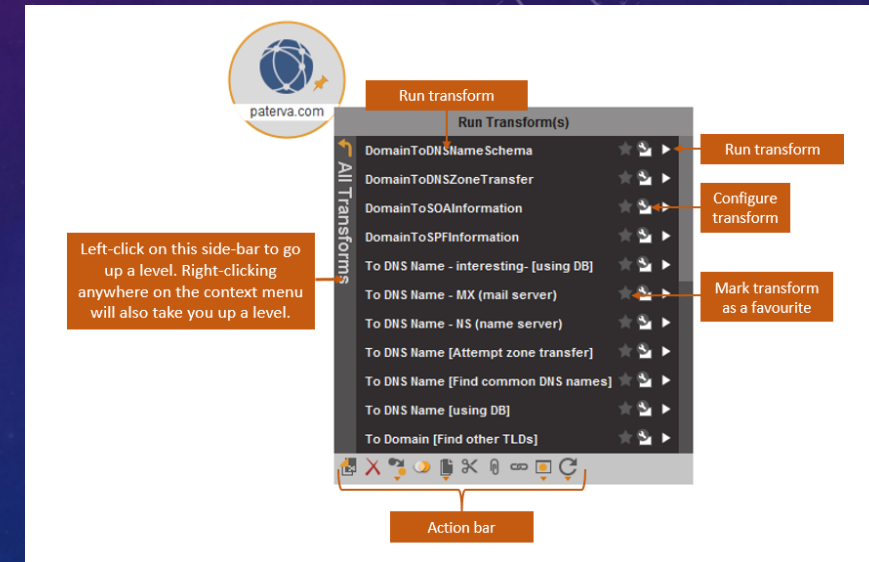 paterva.com
Run transform
Run Transform(s)
All Transforms
DomainToDNSNameSchema
DomainToDNSZoneTransfer
DomainToSOAInformation
DomainToSPFInformation
To DNS Name - interesting- [using DB]
To DNS Name - MX (mail server)
To DNS Name - NS (name server)
To DNS Name [Attempt zone transfer]
To DNS Name [Find common DNS names]
To DNS Name [using DB]
To Domain [Find other TLDs]
Run transform
Configure
transform
Mark transform
as a favourite
Left-click on this side-bar to go
up a level. Right-clicking
anywhere on the context menu
will also take you up a level.
Action bar